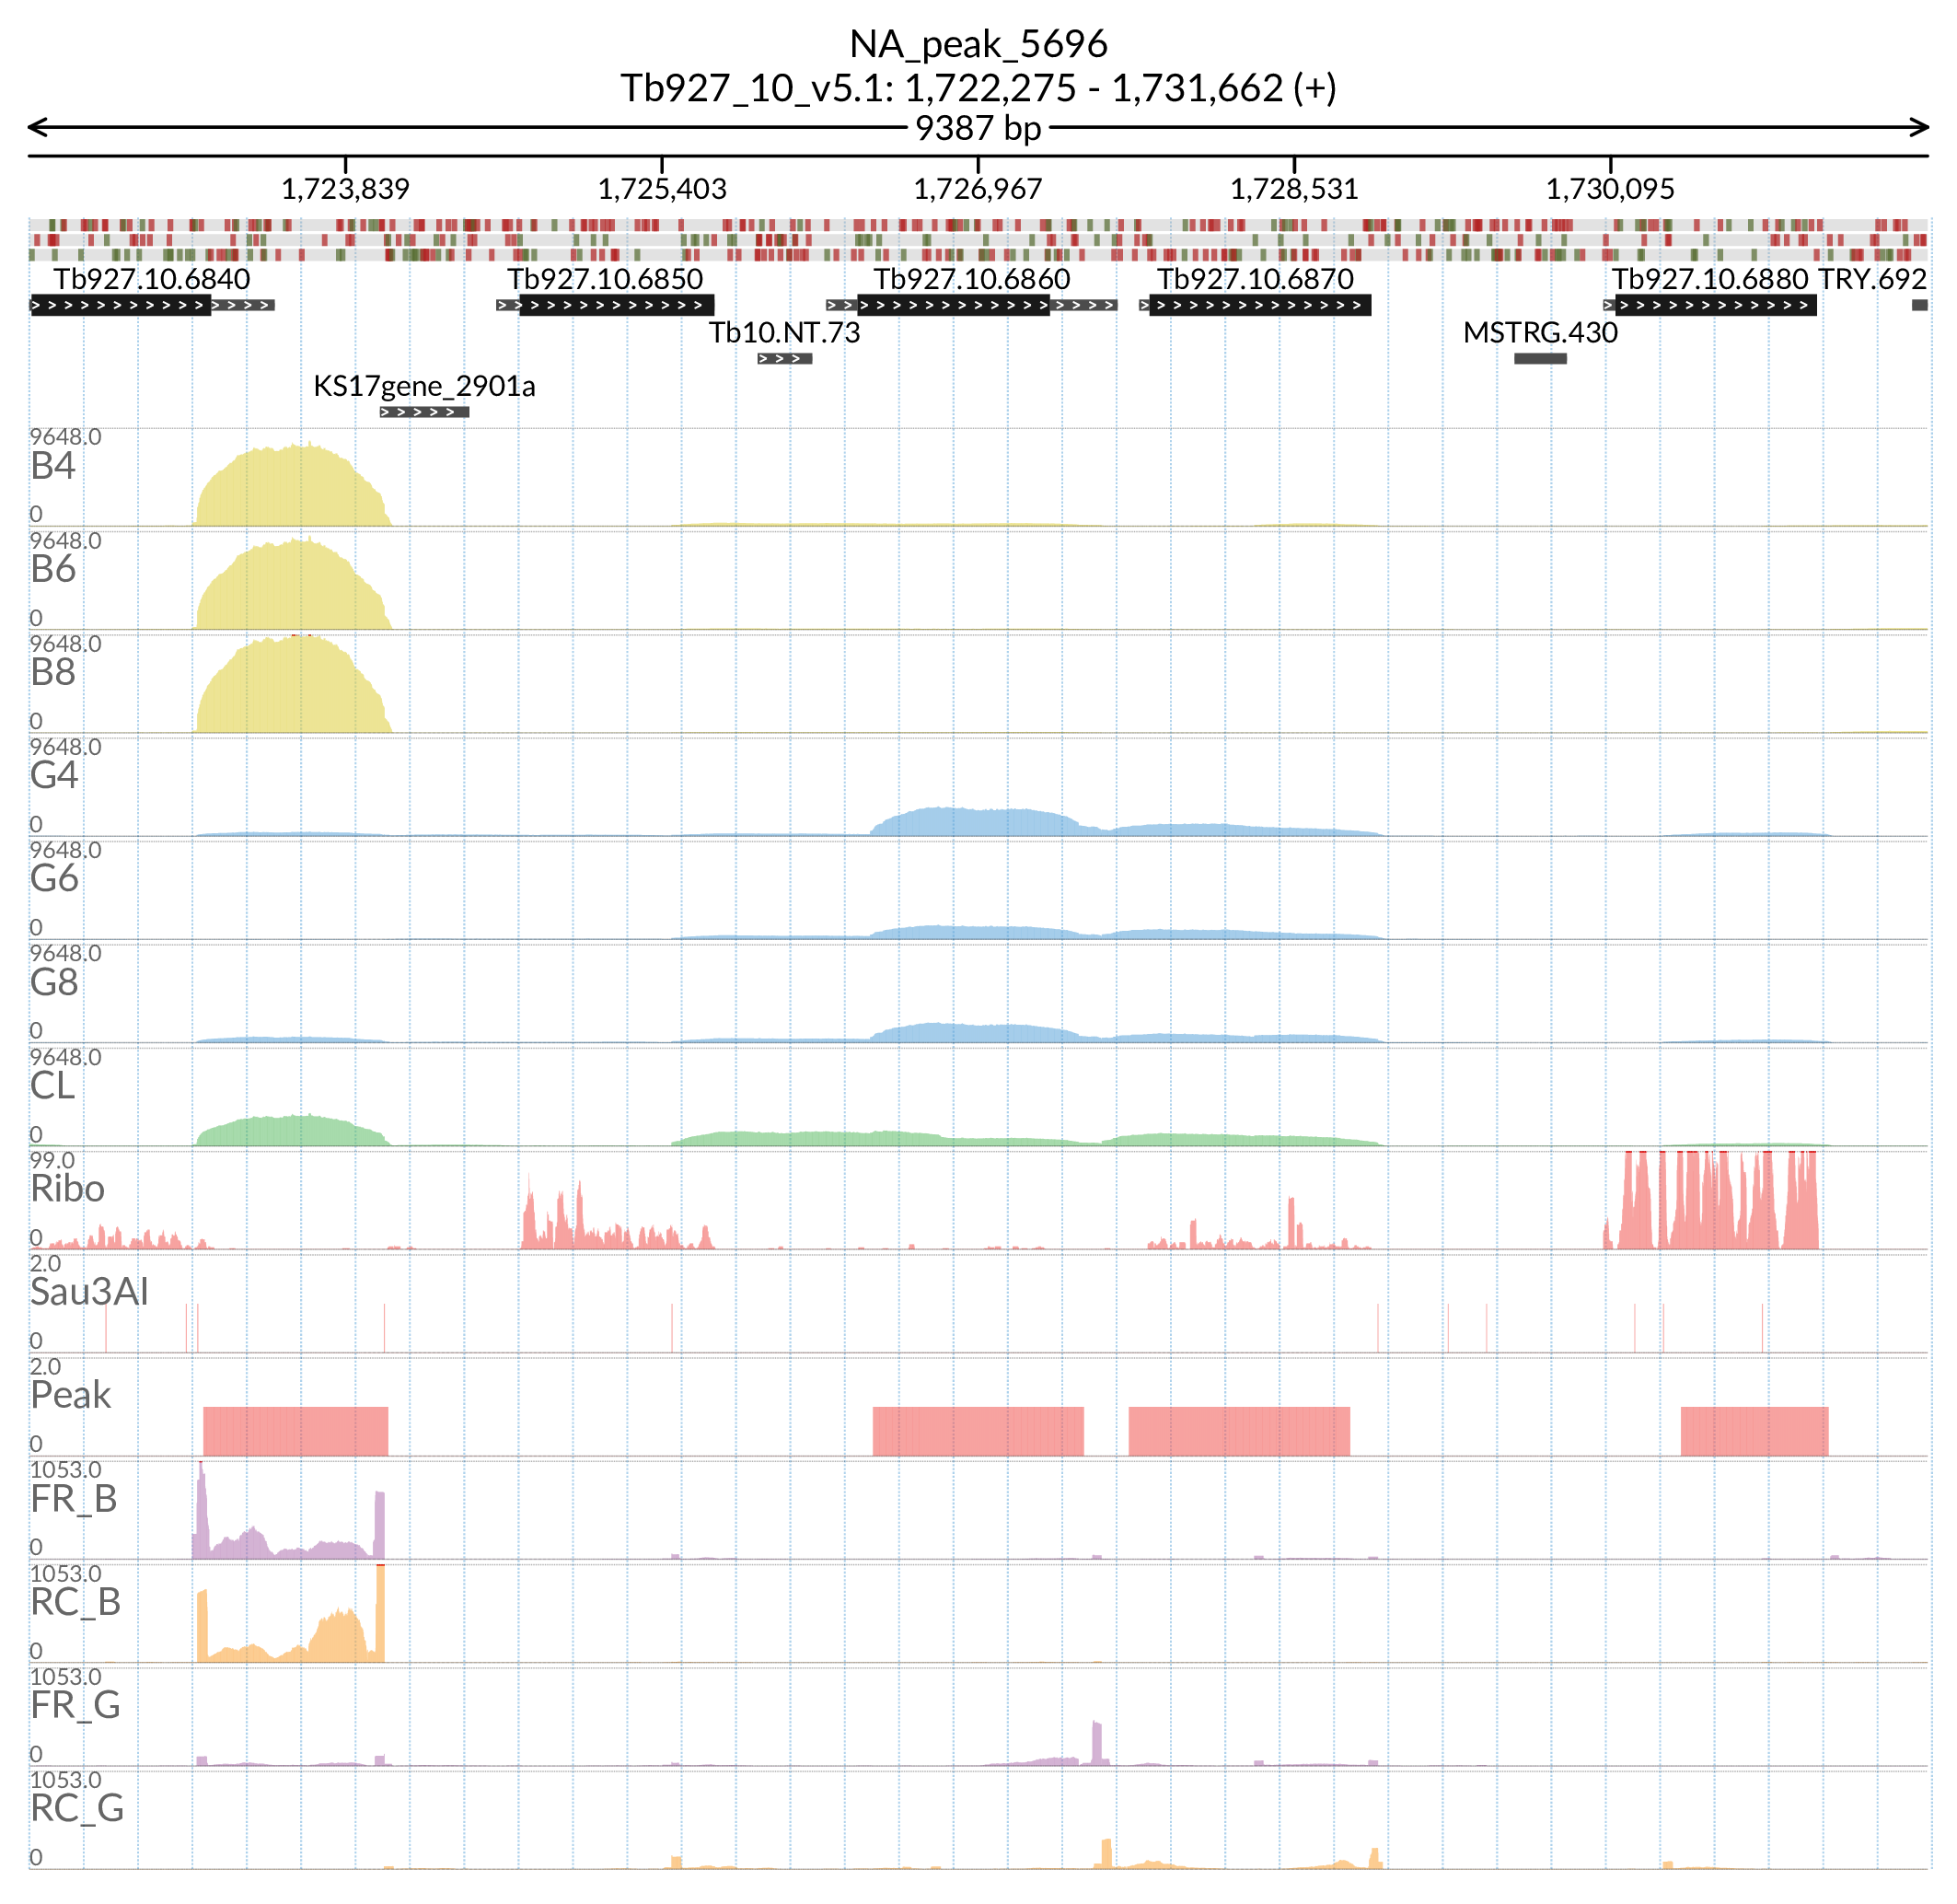 NA_peak_5696
Tb927_10_v5.1: 1,722,275 - 1,731,662 (+)
9387 bp
1,723,839 1,725,403 1,726,967 1,728,531 1,730,095
Tb927.10.6840 Tb927.10.6850 Tb927.10.6860 Tb927.10.6870 Tb927.10.6880 TRY.692
Tb10.NT.73 MSTRG.430
KS17gene_2901a
9648.0
B4
0
9648.0
B6
0
9648.0
B8
0
9648.0
G4
0
9648.0
G6
0
9648.0
G8
0
9648.0
CL
0
99.0
Ribo
0
2.0
Sau3AI
0
2.0
Peak
0
1053.0
FR_B
0
1053.0
RC_B
0
1053.0
FR_G
0
1053.0
RC_G
0